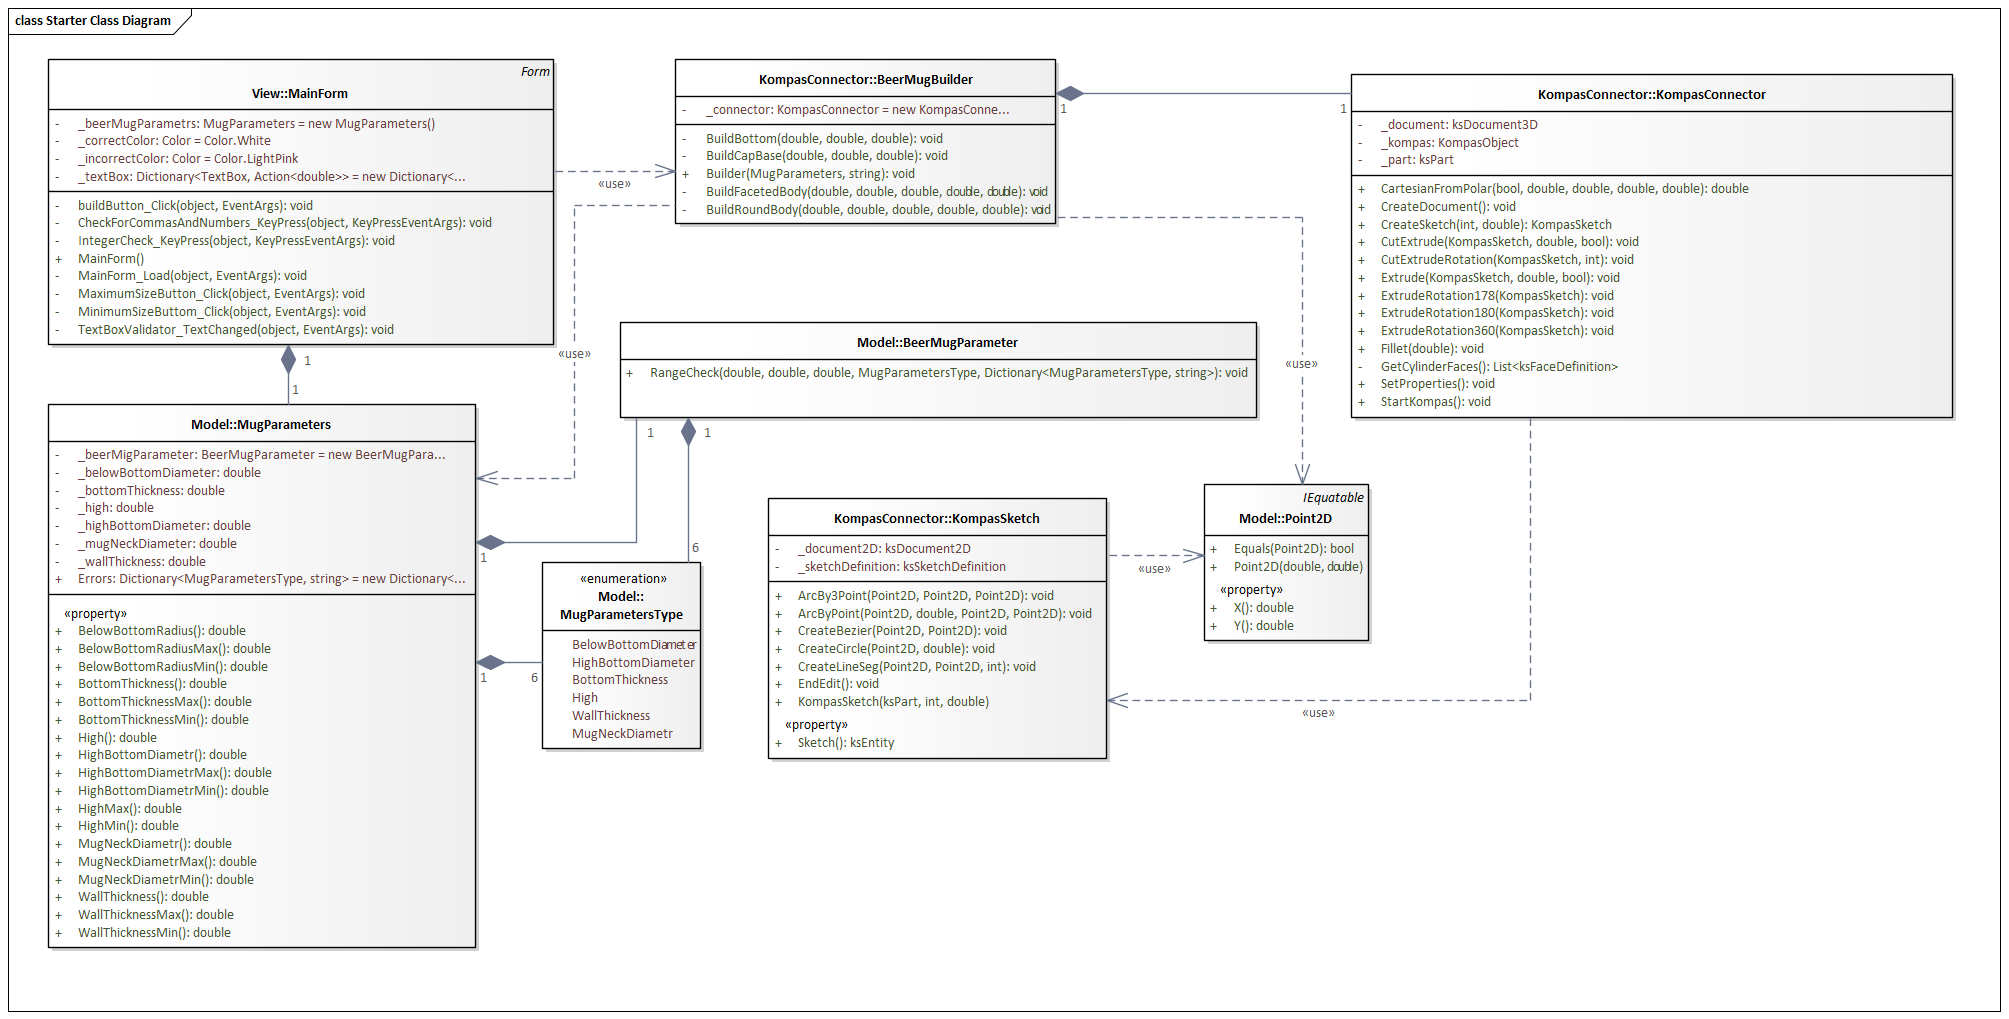 class Starter Class Diagram
Form
View::MainForm
- _beerMugParametrs: MugParameters = new MugParameters()
- _correctColor: Color = Color.White
- _incorrectColor: Color = Color.LightPink
- _textBox: Dictionary<TextBox, Action<double>> = new Dictionary<...
- buildButton_Click(object, EventArgs): void
- CheckForCommasAndNumbers_KeyPress(object, KeyPressEventArgs): void
- IntegerCheck_KeyPress(object, KeyPressEventArgs): void
+ MainForm()
- MainForm_Load(object, EventArgs): void
- MaximumSizeButton_Click(object, EventArgs): void
- MinimumSizeButtom_Click(object, EventArgs): void
- TextBoxValidator_TextChanged(object, EventArgs): void
1
1
«use»
KompasConnector::BeerMugBuilder
- _connector: KompasConnector = new KompasConne...
- BuildBottom(double, double, double): void
- BuildCapBase(double, double, double): void
+ Builder(MugParameters, string): void
- BuildFacetedBody(double, double, double, double, double): void
- BuildRoundBody(double, double, double, double, double): void
1
1
«use»
«use»
KompasConnector::KompasConnector
- _document: ksDocument3D
- _kompas: KompasObject
- _part: ksPart
+ CartesianFromPolar(bool, double, double, double, double): double
+ CreateDocument(): void
+ CreateSketch(int, double): KompasSketch
+ CutExtrude(KompasSketch, double, bool): void
+ CutExtrudeRotation(KompasSketch, int): void
+ Extrude(KompasSketch, double, bool): void
+ ExtrudeRotation178(KompasSketch): void
+ ExtrudeRotation180(KompasSketch): void
+ ExtrudeRotation360(KompasSketch): void
+ Fillet(double): void
- GetCylinderFaces(): List<ksFaceDefinition>
+ SetProperties(): void
+ StartKompas(): void
Model::BeerMugParameter
+ RangeCheck(double, double, double, MugParametersType, Dictionary<MugParametersType, string>): void
1
1
6
Model::MugParameters
- _beerMigParameter: BeerMugParameter = new BeerMugPara...
- _belowBottomDiameter: double
- _bottomThickness: double
- _high: double
- _highBottomDiameter: double
- _mugNeckDiameter: double
- _wallThickness: double
+ Errors: Dictionary<MugParametersType, string> = new Dictionary<...
«property»
+ BelowBottomRadius(): double
+ BelowBottomRadiusMax(): double
+ BelowBottomRadiusMin(): double
+ BottomThickness(): double
+ BottomThicknessMax(): double
+ BottomThicknessMin(): double
+ High(): double
+ HighBottomDiametr(): double
+ HighBottomDiametrMax(): double
+ HighBottomDiametrMin(): double
+ HighMax(): double
+ HighMin(): double
+ MugNeckDiametr(): double
+ MugNeckDiametrMax(): double
+ MugNeckDiametrMin(): double
+ WallThickness(): double
+ WallThicknessMax(): double
+ WallThicknessMin(): double
1
1
6
«enumeration»
Model::
MugParametersType
BelowBottomDiameter
HighBottomDiameter
BottomThickness
High
WallThickness
MugNeckDiametr
KompasConnector::KompasSketch
- _document2D: ksDocument2D
- _sketchDefinition: ksSketchDefinition
+ ArcBy3Point(Point2D, Point2D, Point2D): void
+ ArcByPoint(Point2D, double, Point2D, Point2D): void
+ CreateBezier(Point2D, Point2D): void
+ CreateCircle(Point2D, double): void
+ CreateLineSeg(Point2D, Point2D, int): void
+ EndEdit(): void
+ KompasSketch(ksPart, int, double)
«property»
+ Sketch(): ksEntity
«use»
IEquatable
Model::Point2D
+ Equals(Point2D): bool
+ Point2D(double, double)
«property»
+ X(): double
+ Y(): double
«use»